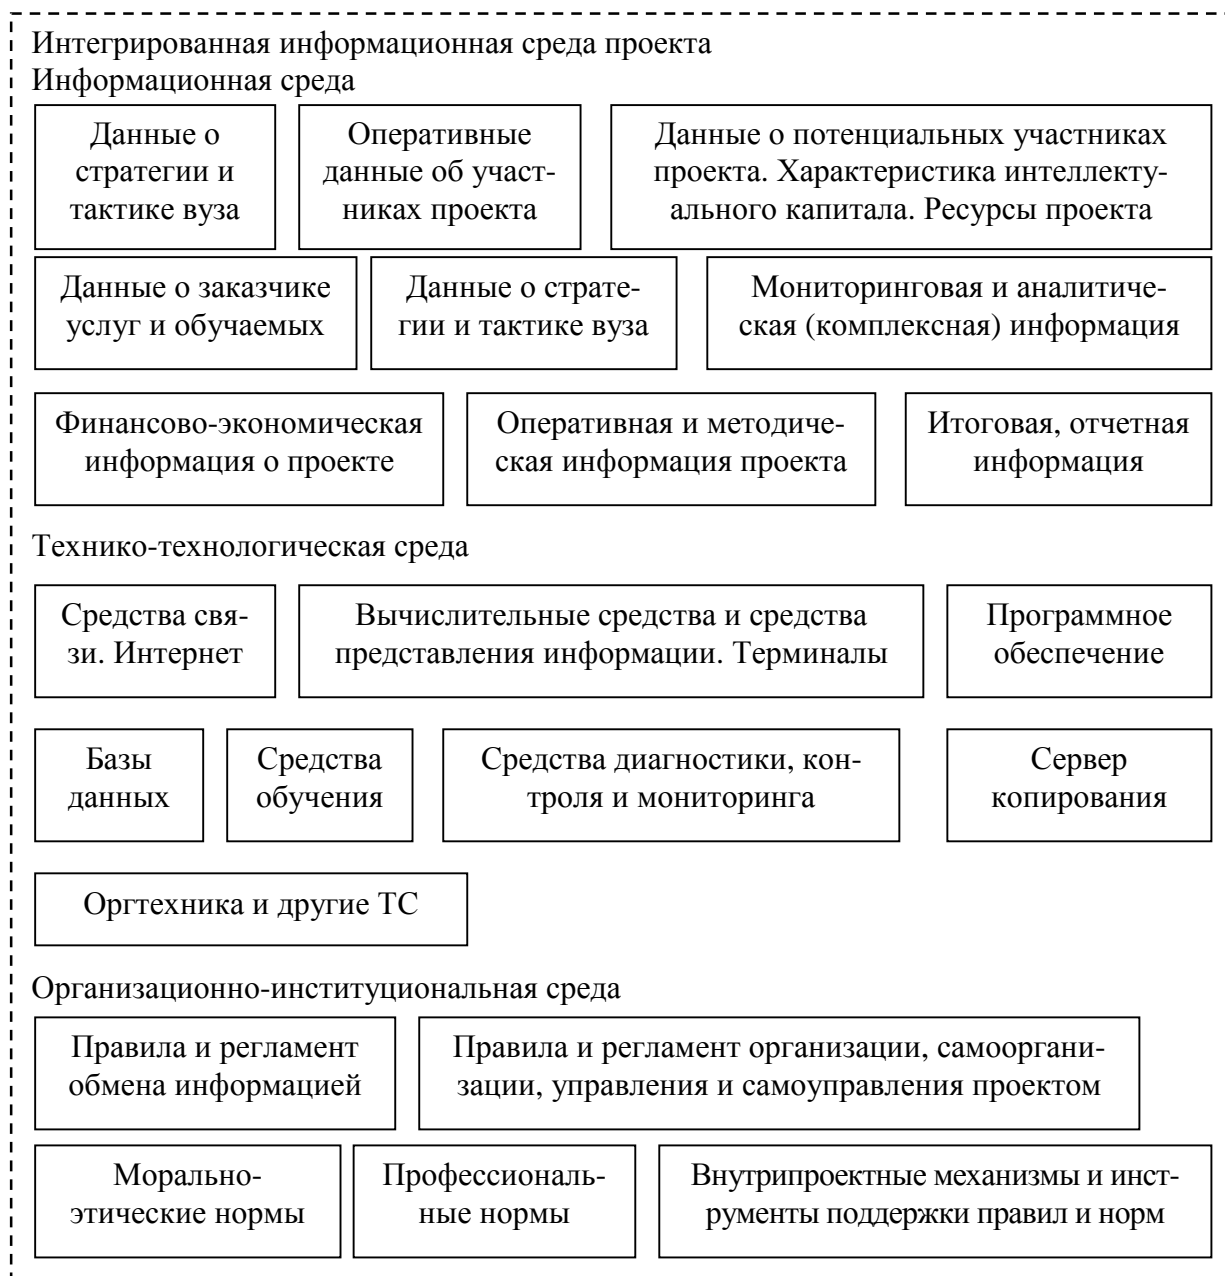 Интегрированная информационная среда проекта
Информационная среда
Данные о
стратегии и
тактике вуза
Оперативные
данные об участ-
никах проекта
Данные о потенциальных участниках
проекта. Характеристика интеллекту-
ального капитала. Ресурсы проекта
Данные о заказчике
услуг и обучаемых
Данные о страте-
гии и тактике вуза
Мониторинговая и аналитиче-
ская (комплексная) информация
Финансово-экономическая
информация о проекте
Оперативная и методиче-
ская информация проекта
Итоговая, отчетная
информация
Технико-технологическая среда
Средства свя-
зи. Интернет
Вычислительные средства и средства
представления информации. Терминалы
Программное
обеспечение
Базы
данных
Средства
обучения
Средства диагностики, кон-
троля и мониторинга
Сервер
копирования
Оргтехника и другие ТС
Организационно-институциональная среда
Правила и регламент
обмена информацией
Правила и регламент организации, самооргани-
зации, управления и самоуправления проектом
Морально-
этические нормы
Профессиональ-
ные нормы
Внутрипроектные механизмы и инст-
рументы поддержки правил и норм